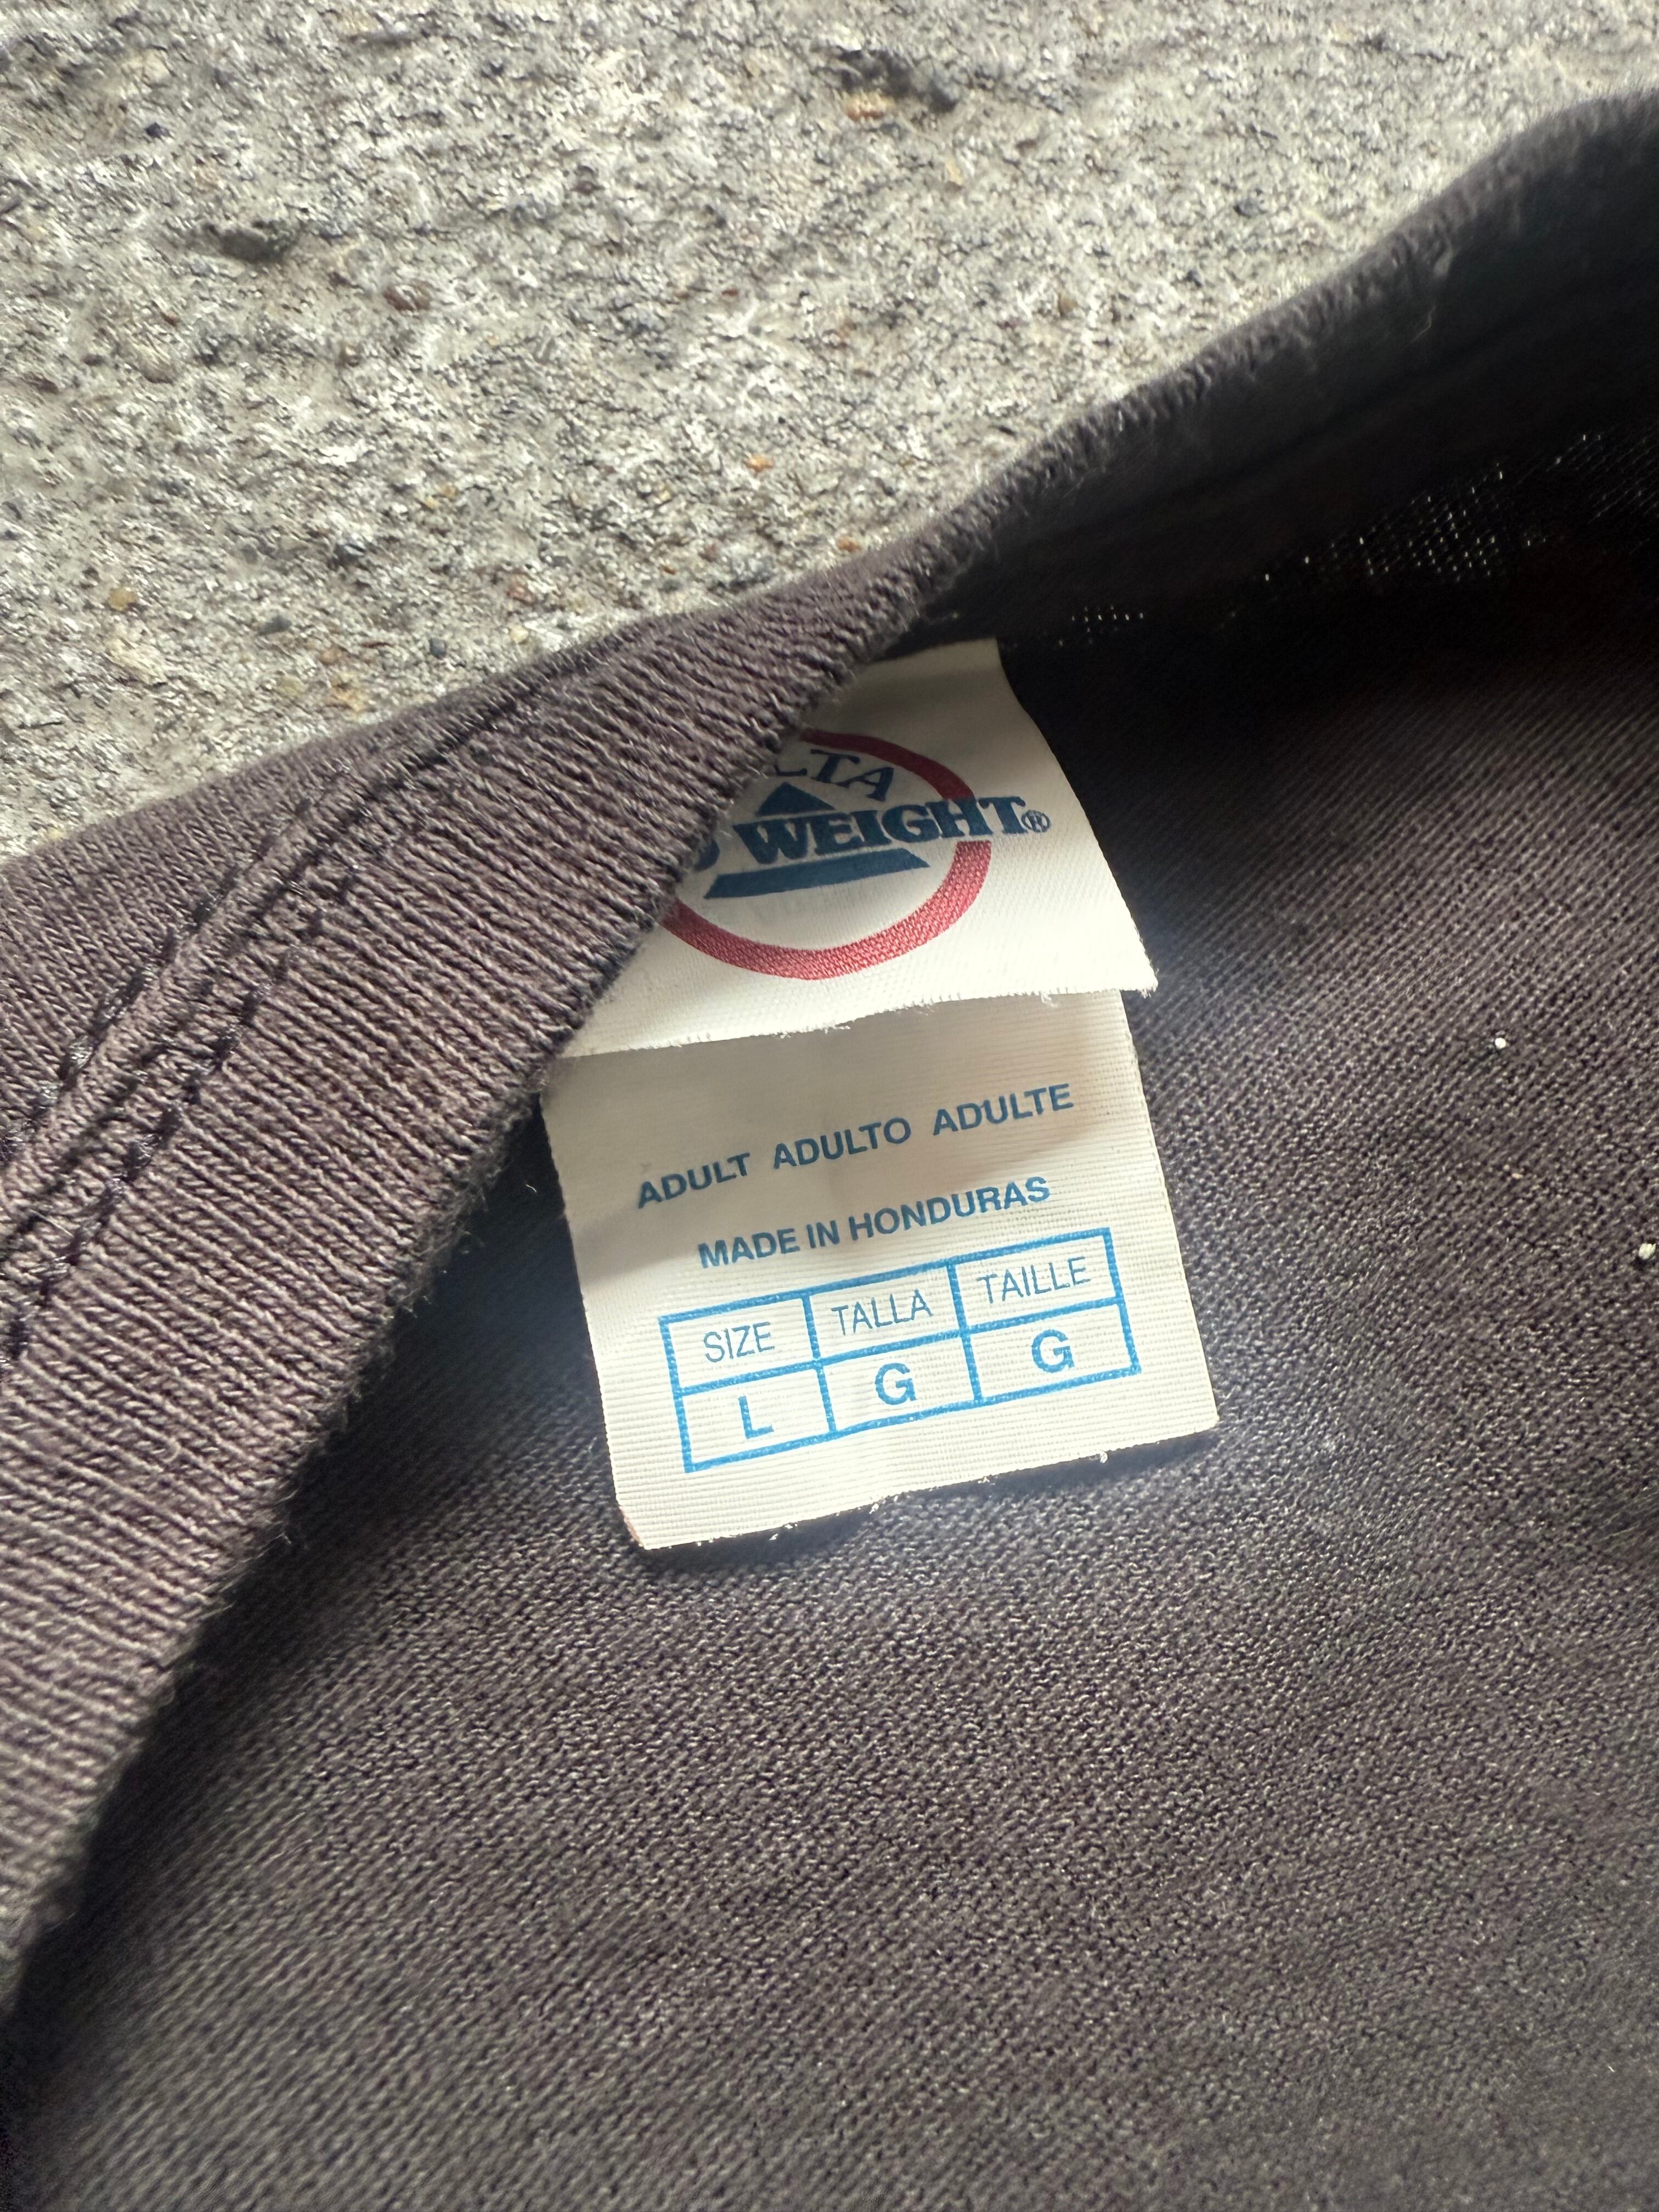 LTA
WEIGHT®
ADULT ADULTO ADULTE
MADE IN HONDURAS
SIZE TALLA TAILLE
L G G